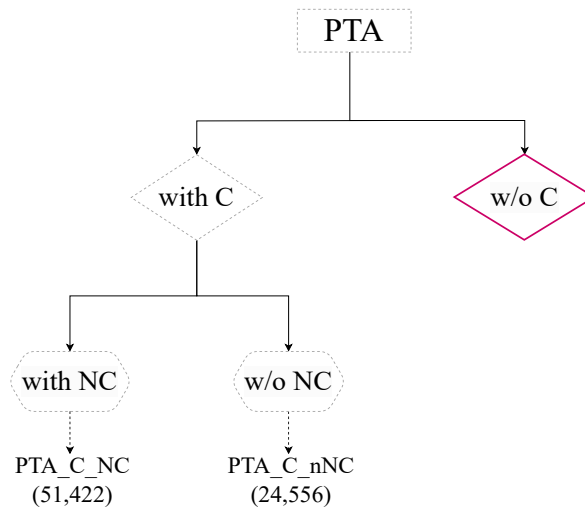 PTA
with C
w/o C
with NC
w/o NC
PTA_C_NC
(51,422)
PTA_C_nNC
(24,556)